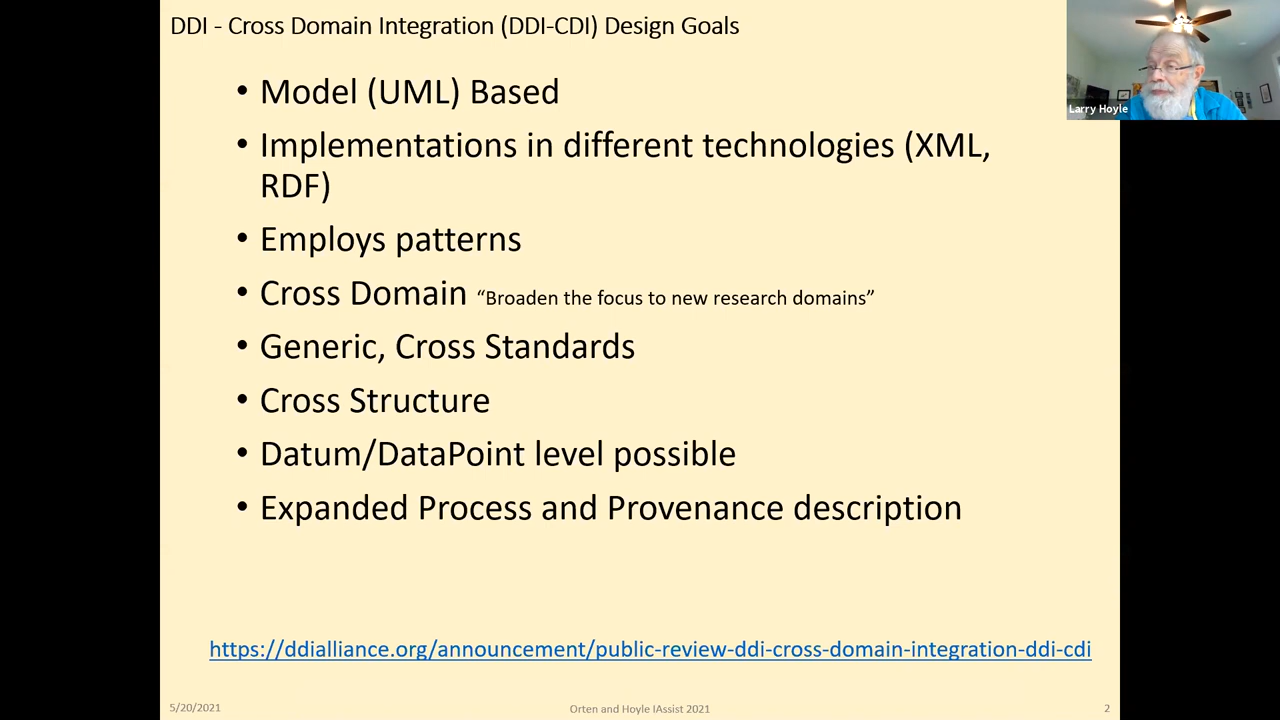 DDI - Cross Domain Integration (DDI-CDI) Design Goals
Larry Hoyle
• Model (UML) Based
• Implementations in different technologies (XML,
RDF)
• Employs patterns
• Cross Domain “Broaden the focus to new research domains”
• Generic, Cross Standards
• Cross Structure
• Datum/DataPoint level possible
• Expanded Process and Provenance description
https://ddialliance.org/announcement/public-review-ddi-cross-domain-integration-ddi-cdi
5/20/2021
Orten and Hoyle IAssist 2021
2